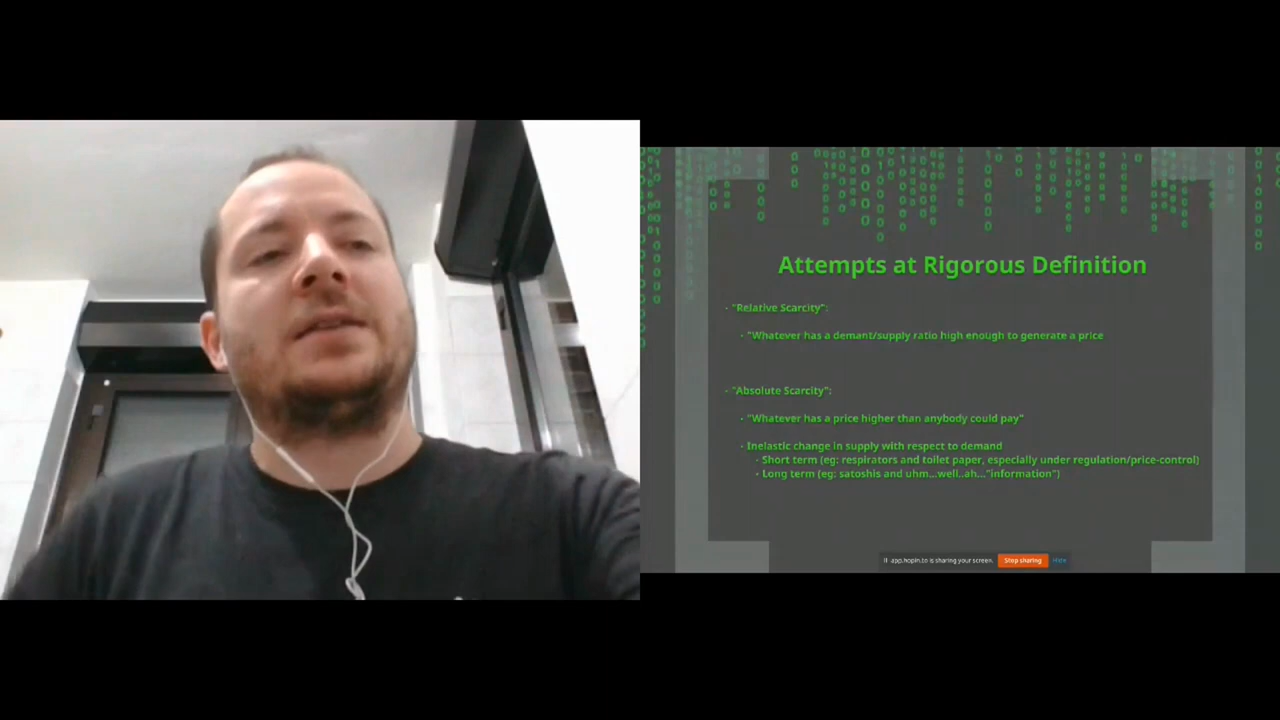 Attempts at Rigorous Definition
- "Relative Scarcity":
- "Whatever has a demant/supply ratio high enough to generate a price
- "Absolute Scarcity":
- "Whatever has a price higher than anybody could pay"
- Inelastic change in supply with respect to demand
- Short term (eg: respirators and toilet paper, especially under regulation/price-control)
- Long term (eg: satoshis and uhm...well..ah..."information")
app.hopin.to is sharing your screen. Stop sharing Hide